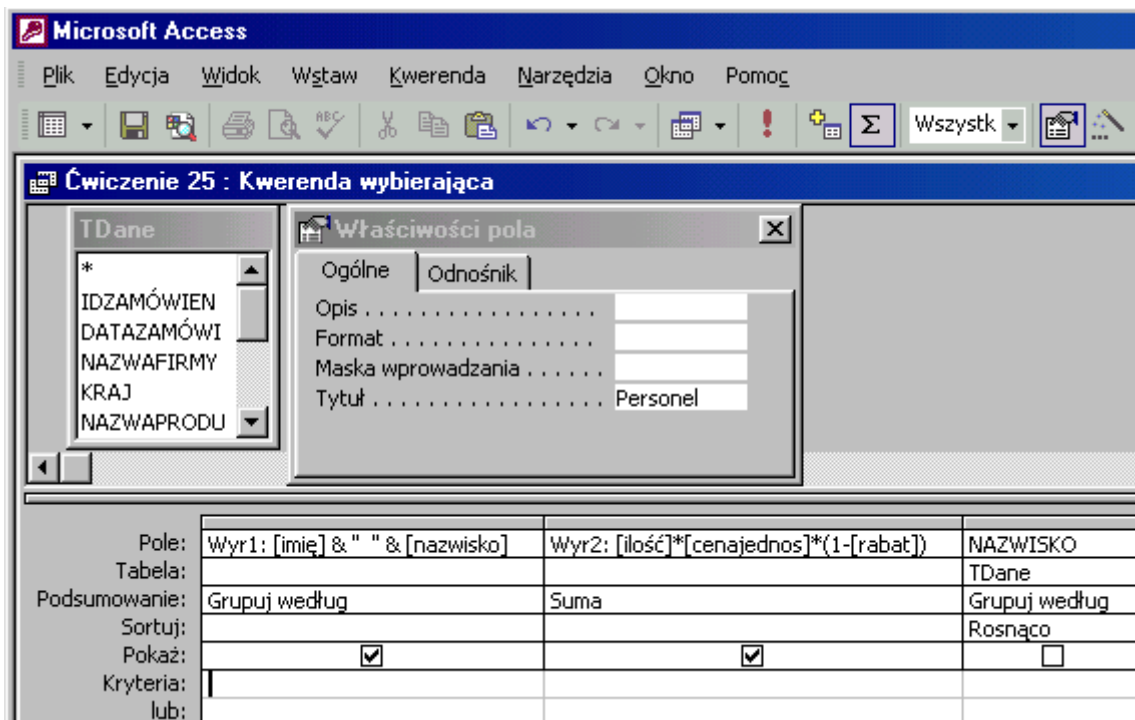 Microsoft Access
Plik Edycja Widok Wstaw Kwerenda Narzędzia Okno Pomoc
ABC Σ Wszystk
Ćwiczenie 25 : Kwerenda wybierająca
TDane
*
IDZAMÓWIEN
DATAZAMÓWI
NAZWAFIRMY
KRAJ
NAZWAPRODU
Właściwości pola
Ogólne Odnośnik
Opis . . . . . . . . . . . . . . . . .
Format . . . . . . . . . . . . . . .
Maska wprowadzania . . . . . .
Tytuł . . . . . . . . . . . . . . . . . Personel
Pole: Wyr1: [imię] & "  " & [nazwisko] Wyr2: [ilość]*[cenajednos]*(1-[rabat]) NAZWISKO
Tabela: TDane
Podsumowanie: Grupuj według Suma Grupuj według
Sortuj: Rosnąco
Pokaż:
Kryteria:
lub: